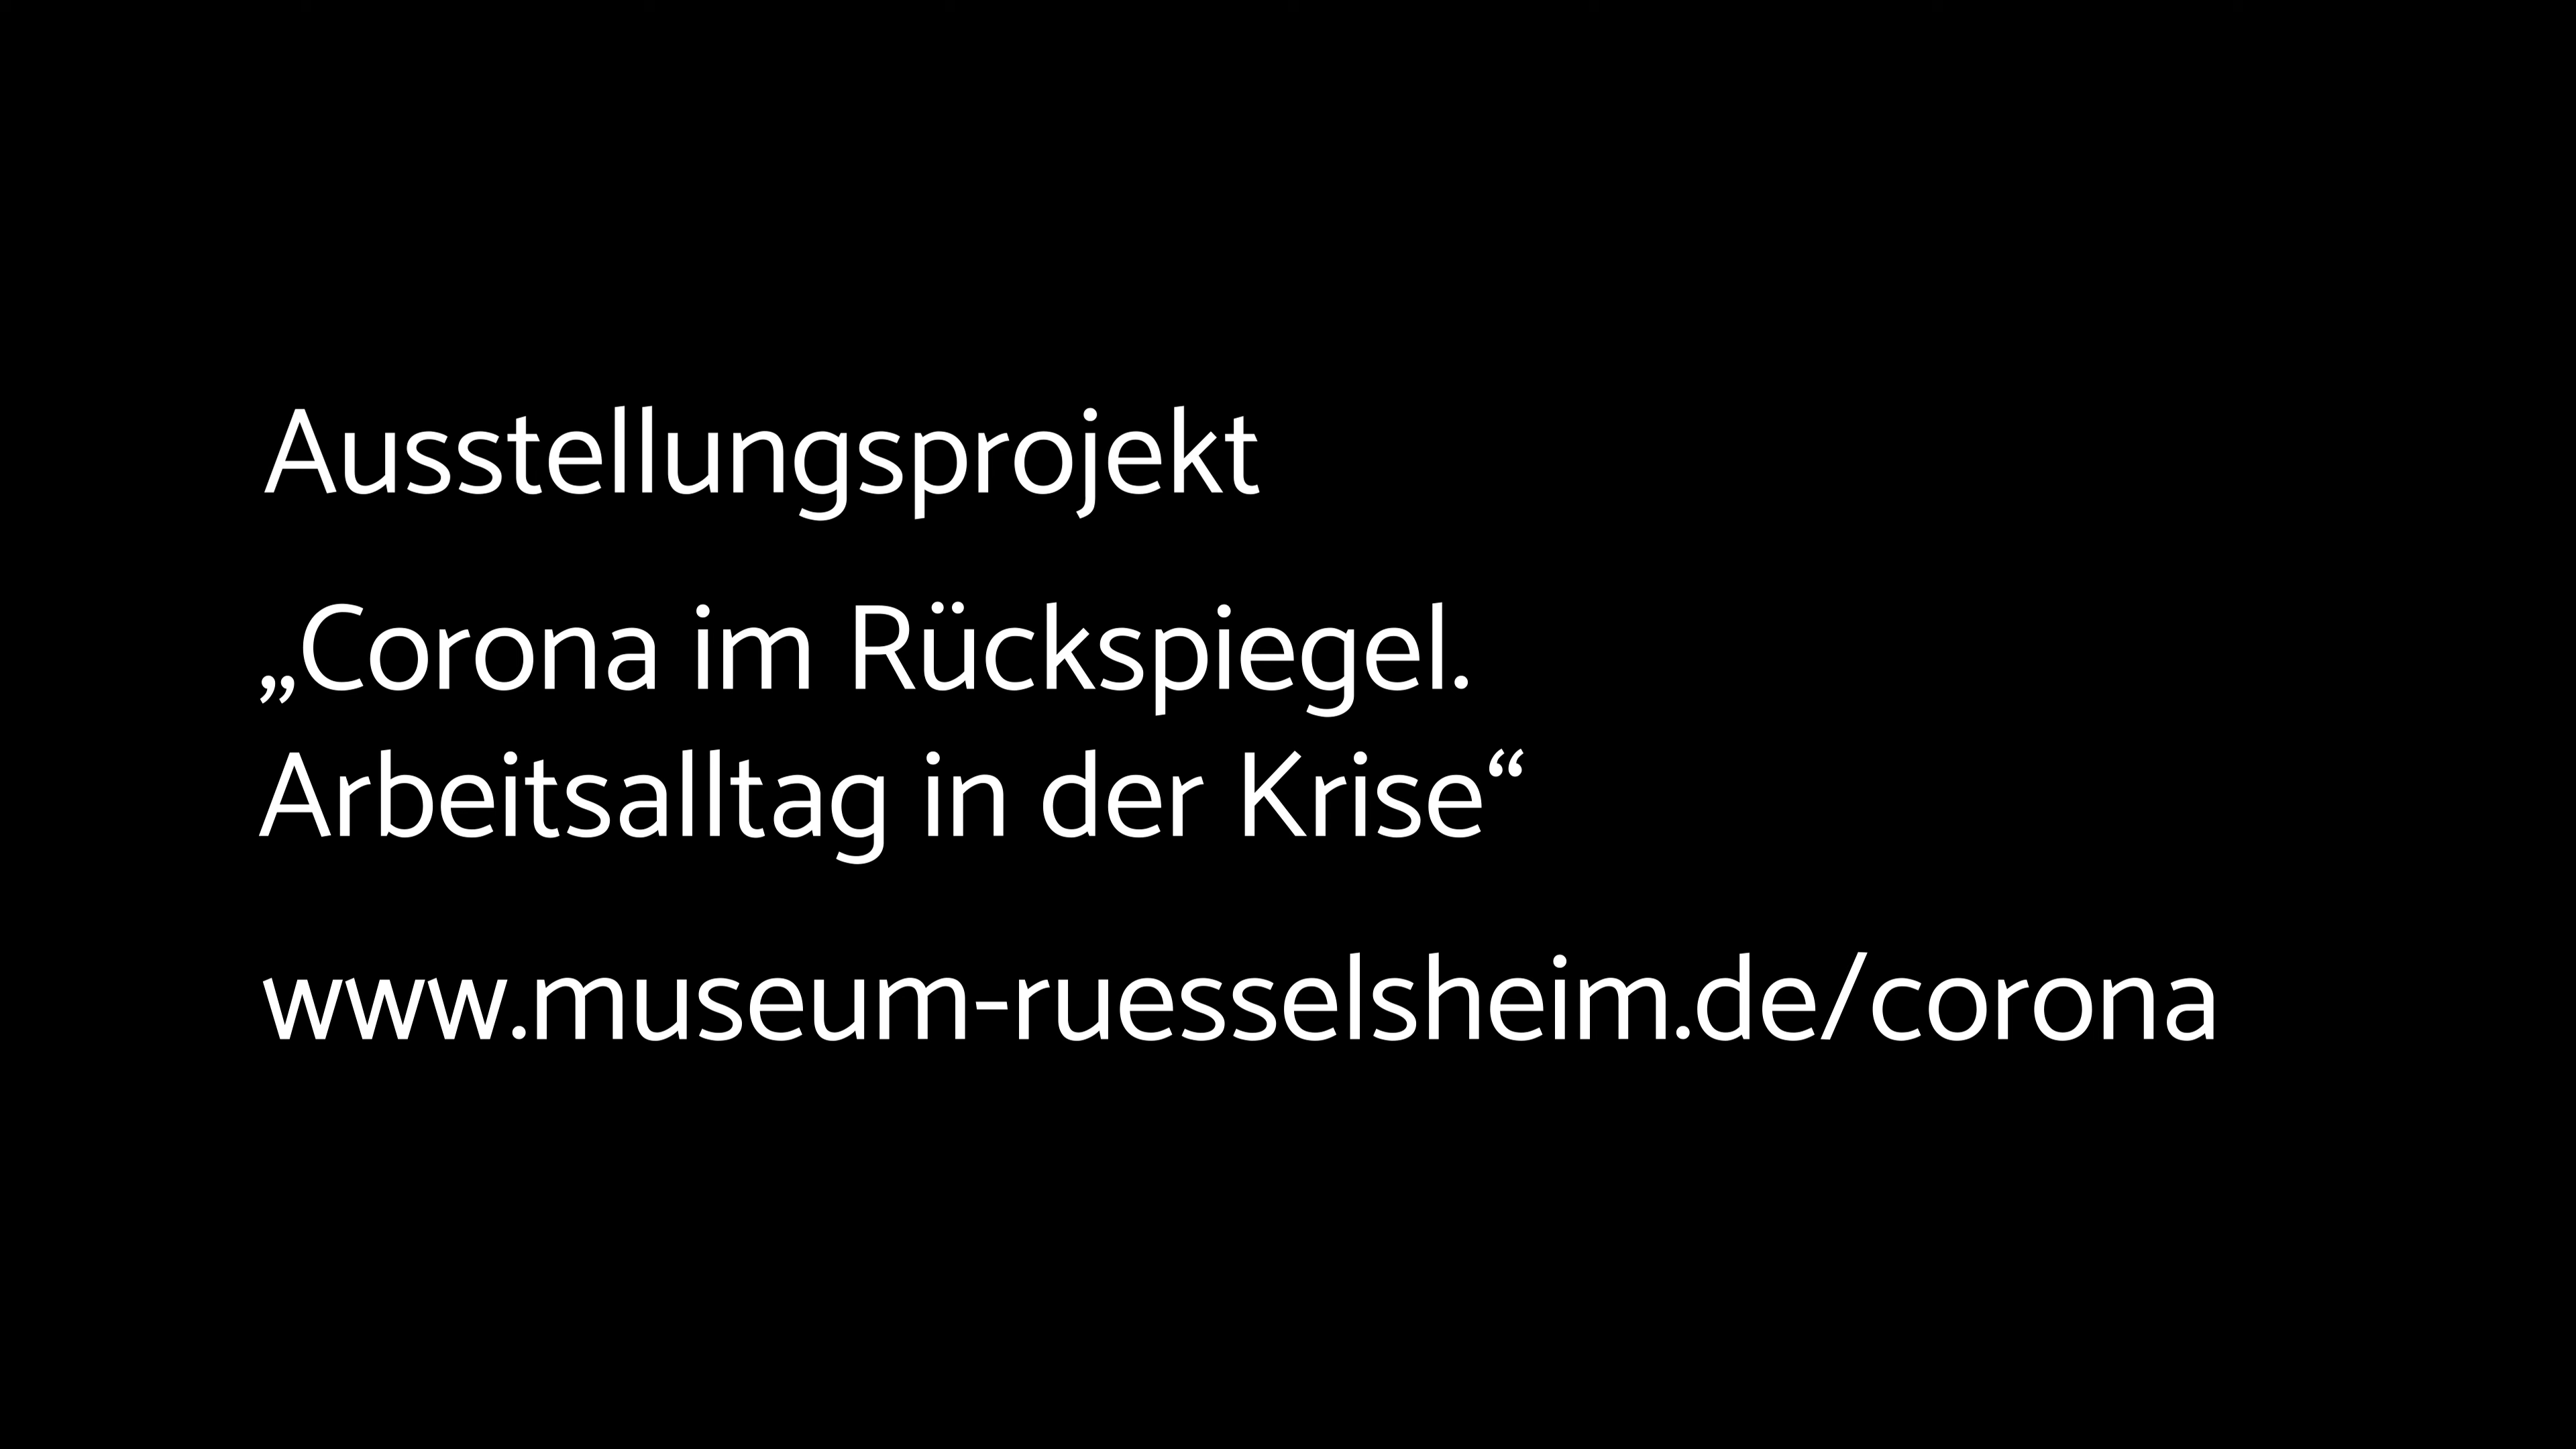 Ausstellungsprojekt
„Corona im Rückspiegel.
Arbeitsalltag in der Krise“
www.museum-ruesselsheim.de/corona